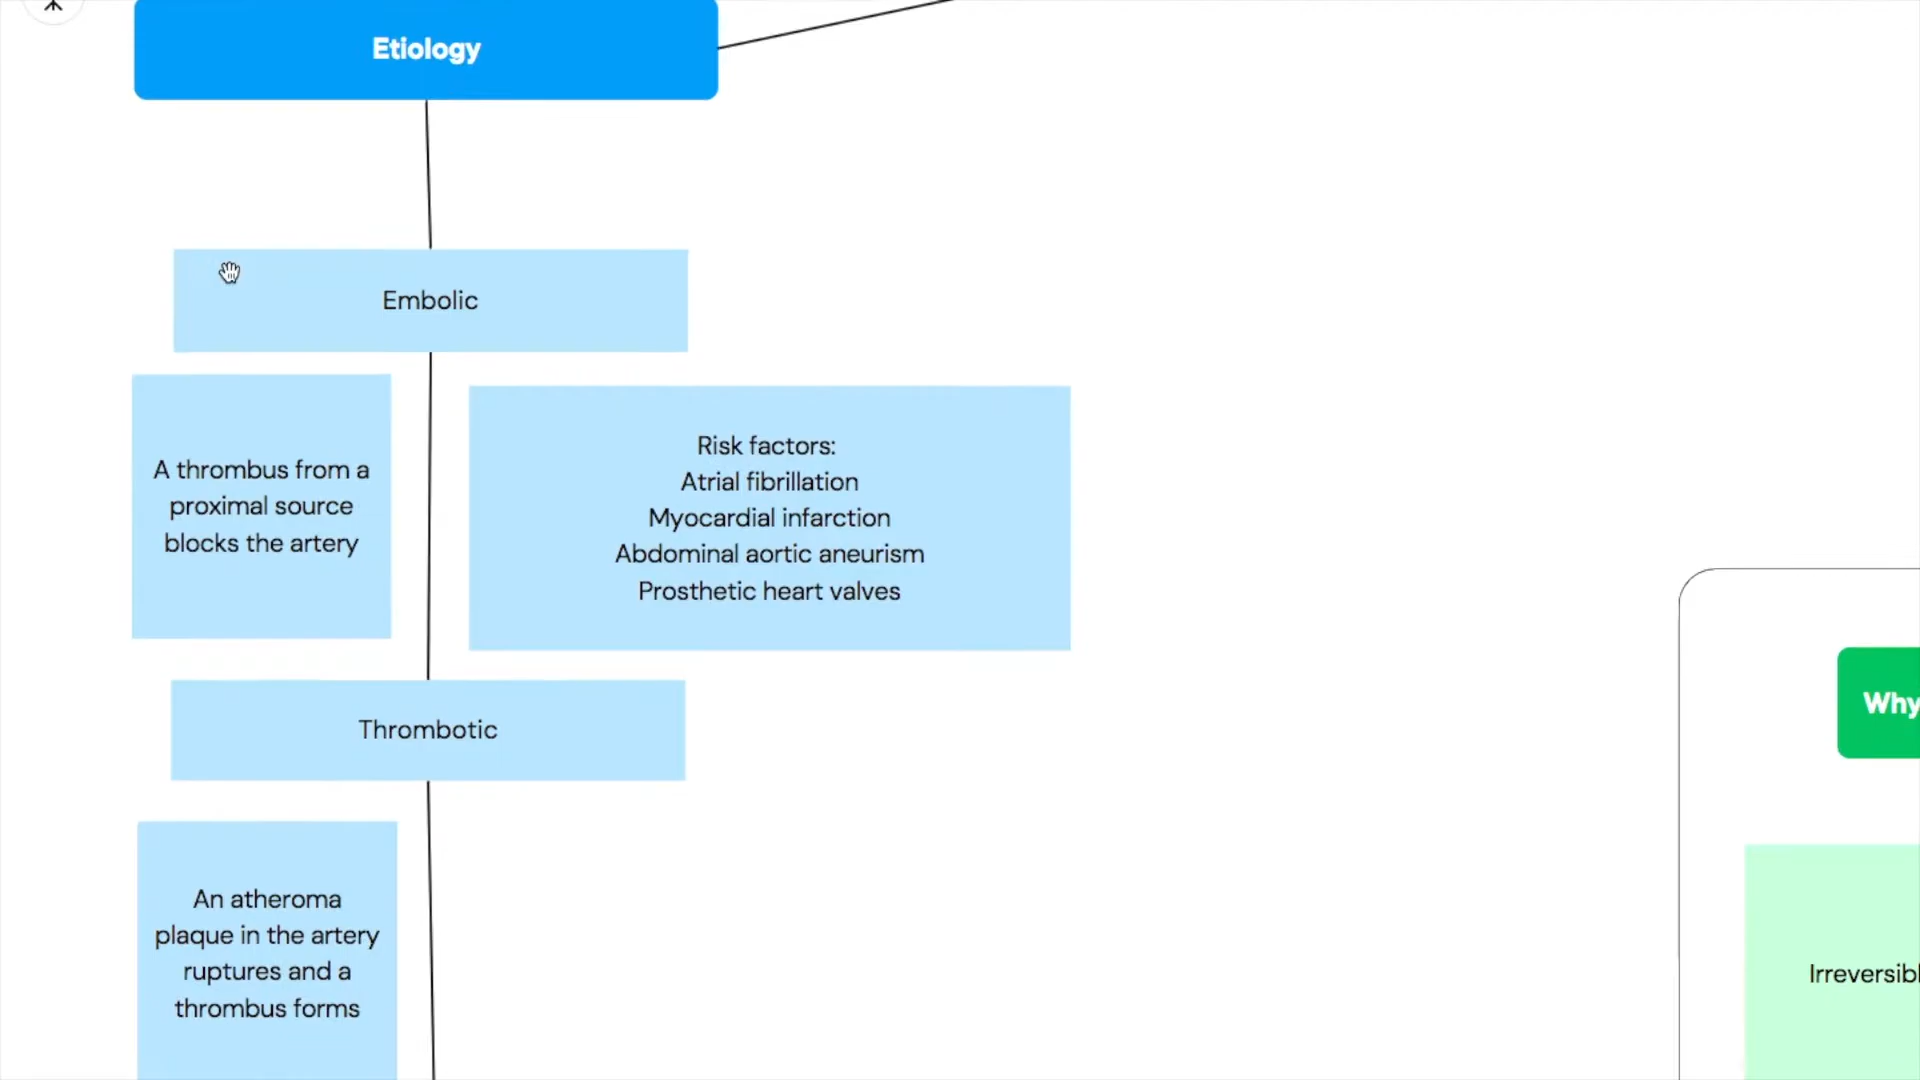 Etiology
Embolic
A thrombus from a
proximal source
blocks the artery
Risk factors:
Atrial fibrillation
Myocardial infarction
Abdominal aortic aneurism
Prosthetic heart valves
Thrombotic
An atheroma
plaque in the artery
ruptures and a
thrombus forms
Why